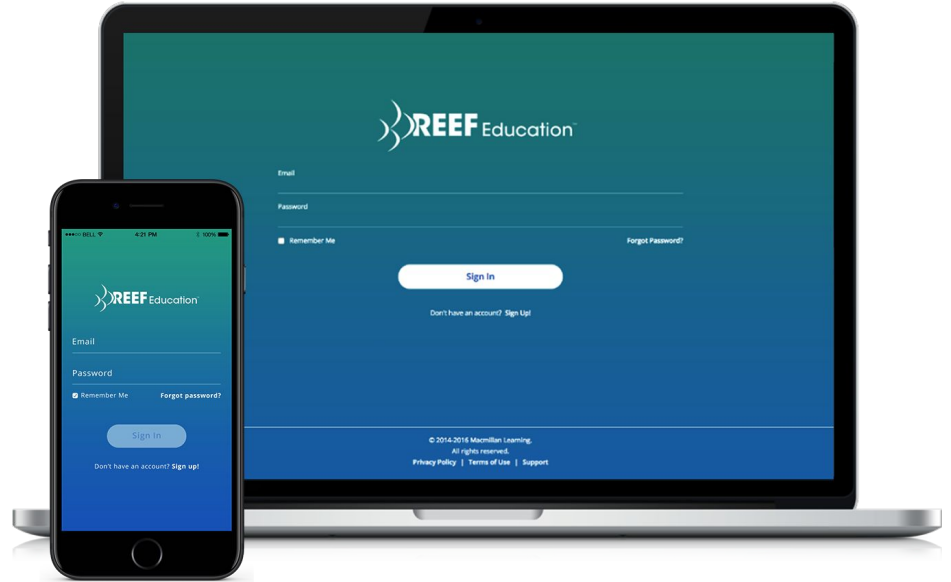 REEF Education™
Email
Password
Remember Me
Forgot Password?
Sign In
Don't have an account? Sign Up!
© 2014-2016 Macmillan Learning.
All rights reserved.
Privacy Policy | Terms of Use | Support
BELL 4:21 PM 100%
REEF Education™
Email
Password
Remember Me Forgot password?
Sign In
Don't have an account? Sign up!